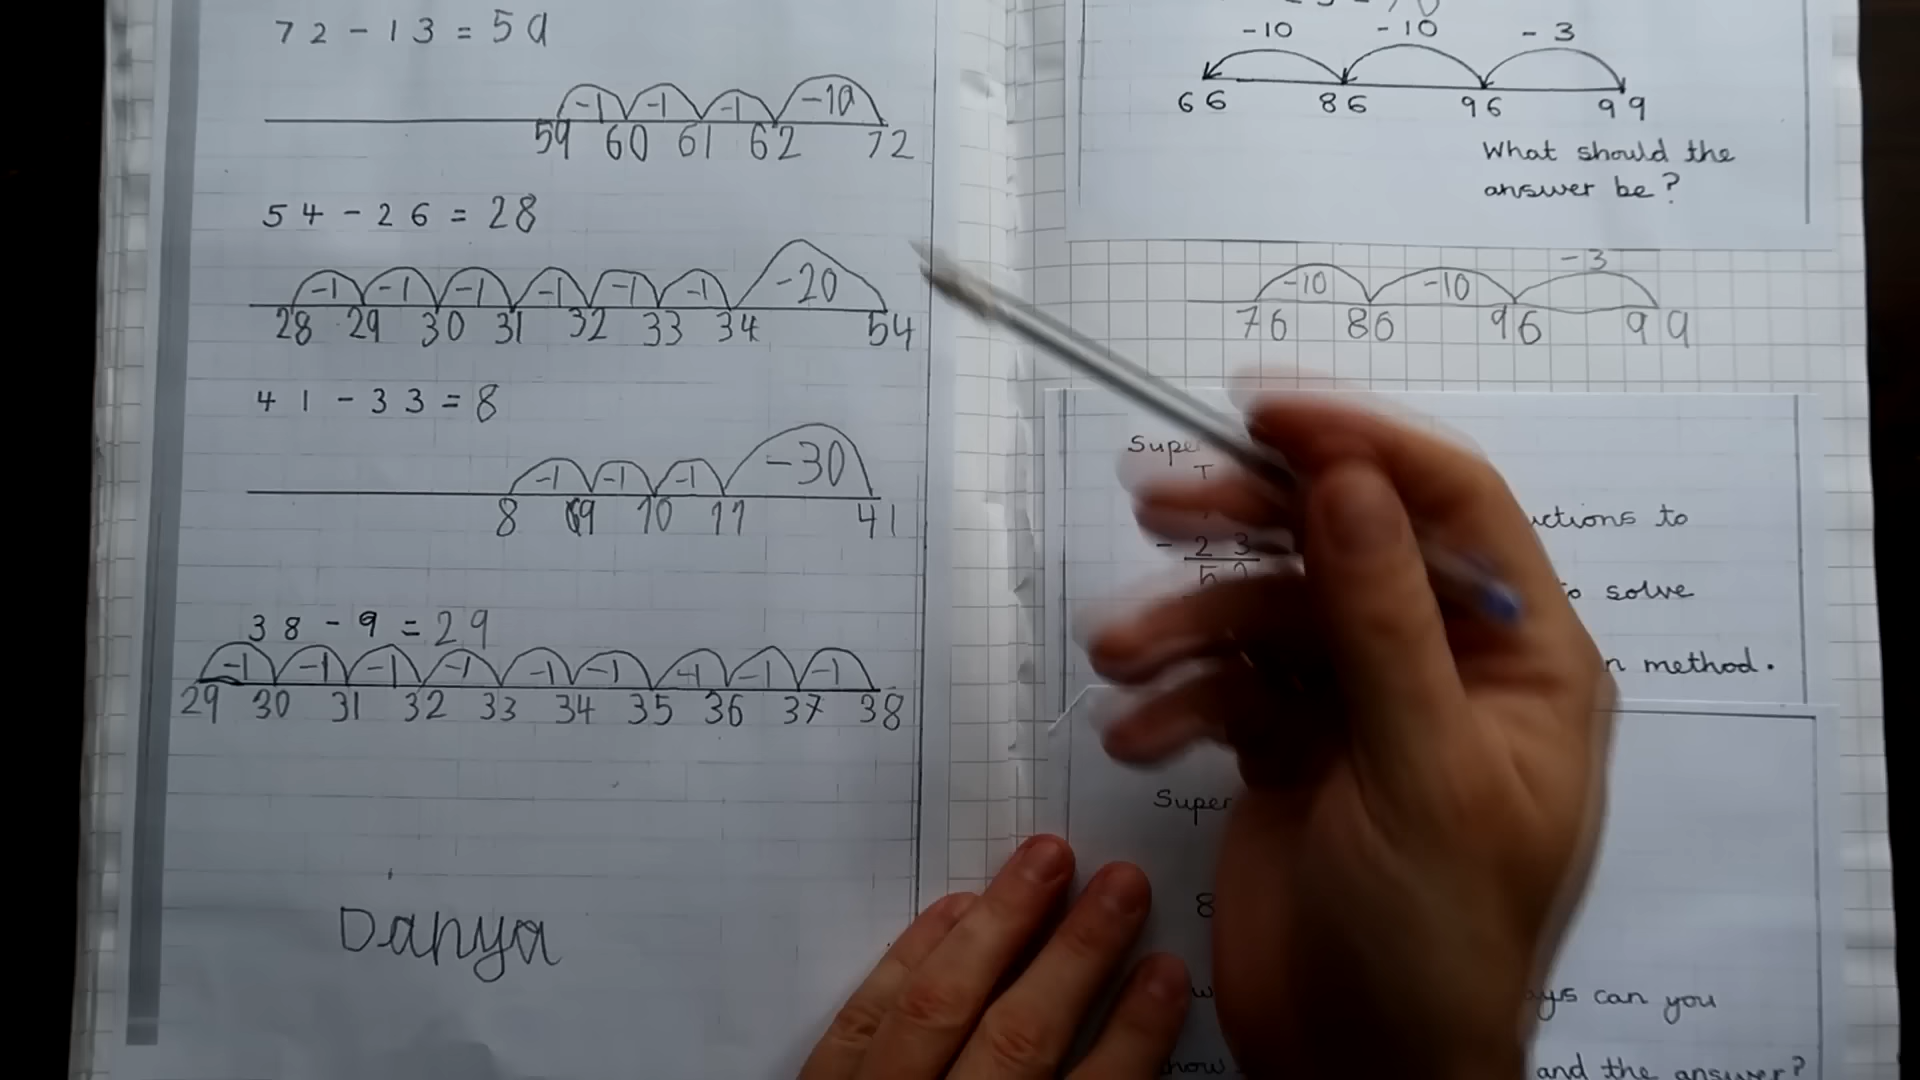 72 - 13 = 59
-1 -1 -1 -10
59 60 61 62 72
54 - 26 = 28
-1 -1 -1 -1 -1 -1 -20
28 29 30 31 32 33 34 54
41 - 33 = 8
-1 -1 -1 -30
8 9 10 11 41
38 - 9 = 29
-1 -1 -1 -1 -1 -1 -1 -1 -1
29 30 31 32 33 34 35 36 37 38
Danya
-10 -10 -3
66 86 96 99
What should the
answer be?
-3
-10 -10
76 86 96 99
T
to
- 23
solve
method.
8
can you
and the answer?